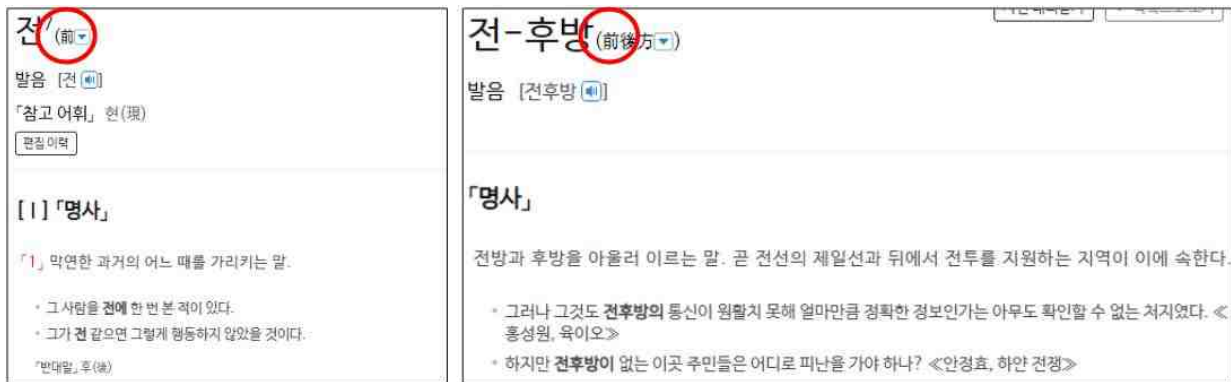 전7(前)
발음 [전]
「참고 어휘」 현(現)
편집 이력
[Ⅰ]「명사」
「1」 막연한 과거의 어느 때를 가리키는 말.
그 사람을 전에 한 번 본 적이 있다.
그가 전 같으면 그렇게 행동하지 않았을 것이다.
「반대말」 후(後)
전-후방(前後方)
발음 [전후방]
「명사」
전방과 후방을 아울러 이르는 말. 곧 전선의 제일선과 뒤에서 전투를 지원하는 지역이 이에 속한다.
그러나 그것도 전후방의 통신이 원활치 못해 얼마만큼 정확한 정보인가는 아무도 확인할 수 없는 처지였다. ≪
홍성원, 육이오≫
하지만 전후방이 없는 이곳 주민들은 어디로 피난을 가야 하나? ≪안정효, 하얀 전쟁≫